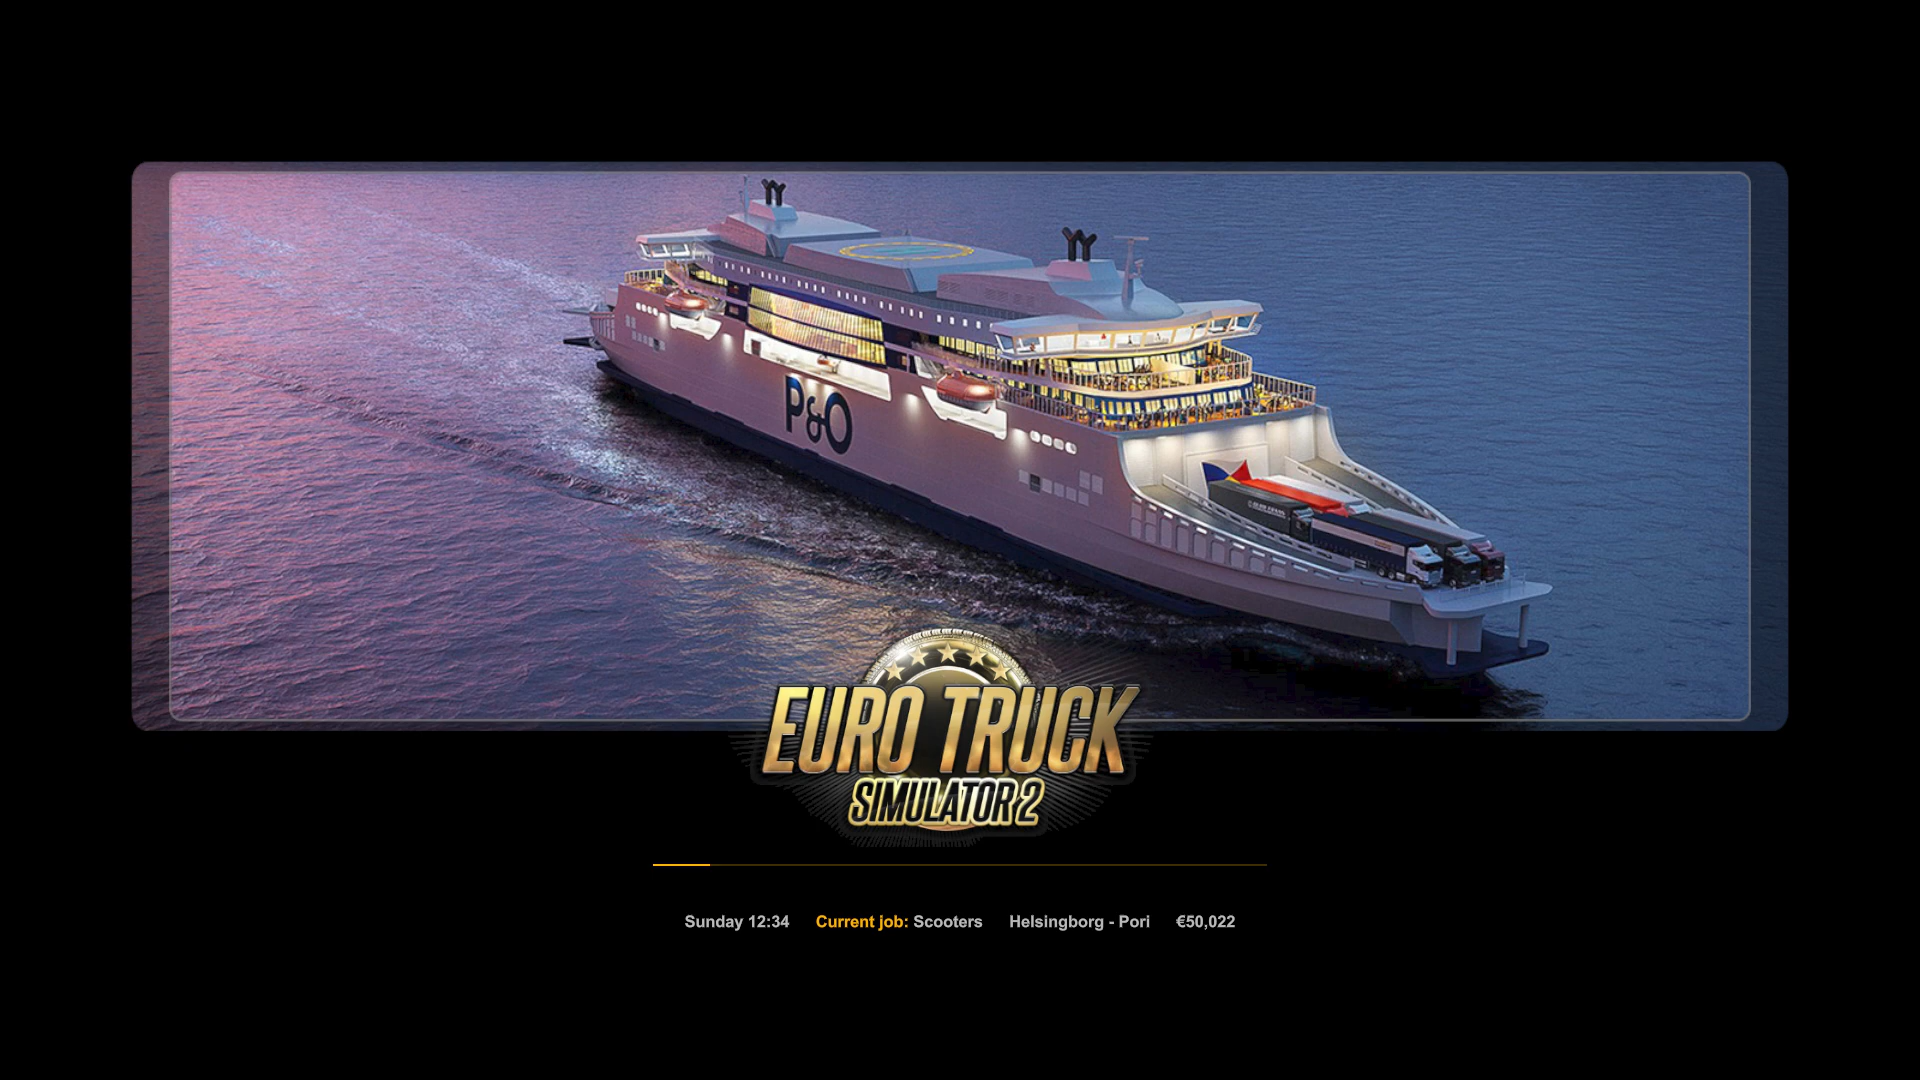 P&O
EURO TRUCK
SIMULATOR 2
Sunday 12:34 Current job: Scooters Helsingborg - Pori €50,022